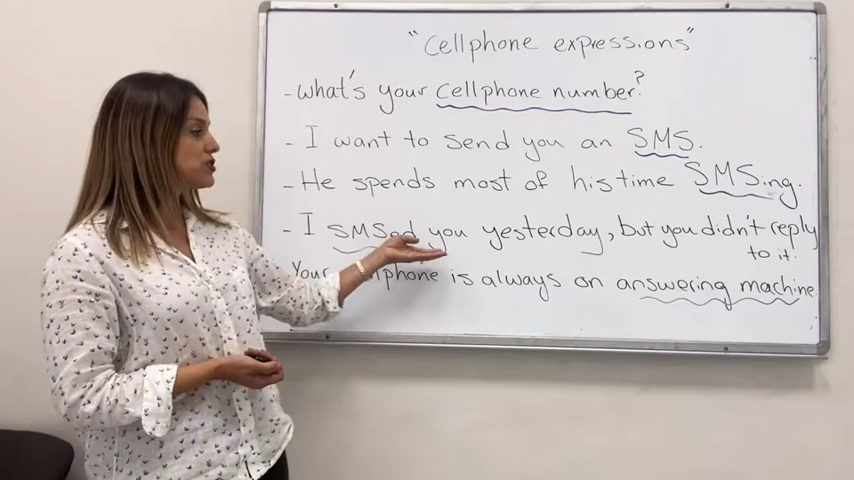 "Cellphone expressions"
- what's your cellphone number?
- I want to send you an SMS.
- He spends most of his time SMSing.
- I SMSed you yesterday, but you didn't reply
to it.
Your is always on answering machine.